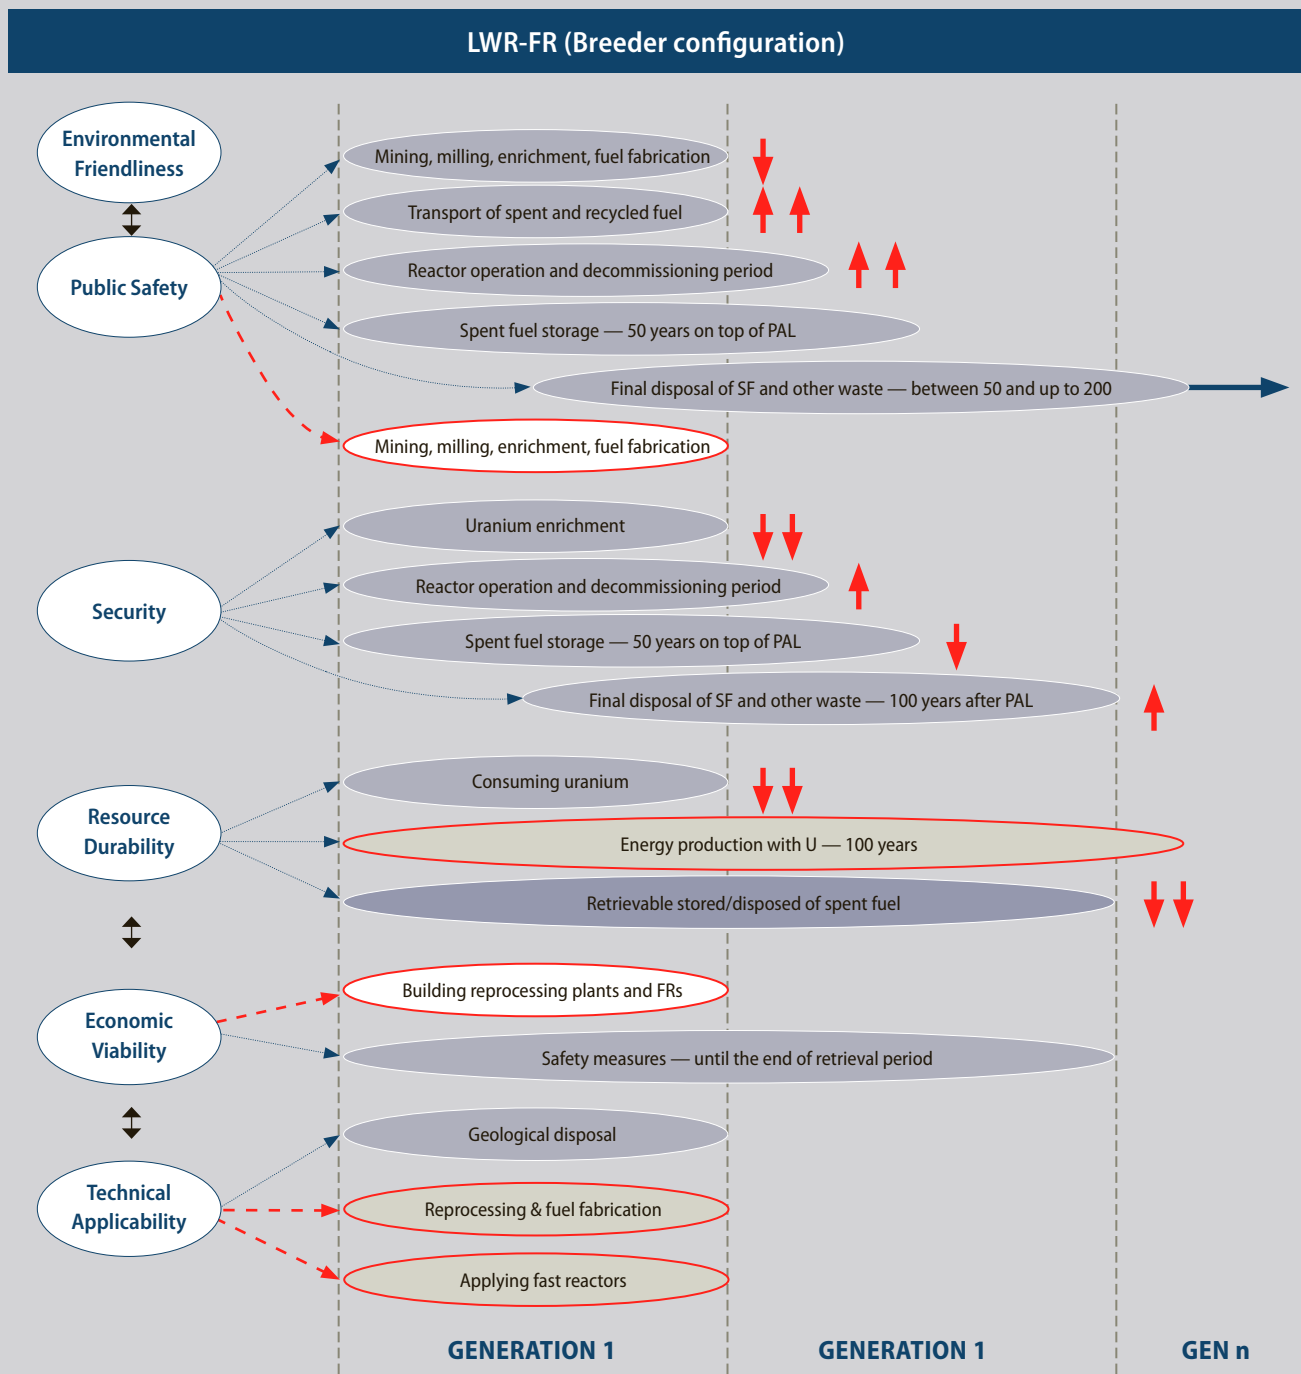 LWR-FR (Breeder configuration)
Environmental
Friendliness
Mining, milling, enrichment, fuel fabrication
Transport of spent and recycled fuel
Public Safety
Reactor operation and decommissioning period
Spent fuel storage — 50 years on top of PAL
Final disposal of SF and other waste — between 50 and up to 200
Mining, milling, enrichment, fuel fabrication
Security
Uranium enrichment
Reactor operation and decommissioning period
Spent fuel storage — 50 years on top of PAL
Final disposal of SF and other waste — 100 years after PAL
Resource
Durability
Consuming uranium
Energy production with U — 100 years
Retrievable stored/disposed of spent fuel
Economic
Viability
Building reprocessing plants and FRs
Safety measures — until the end of retrieval period
Technical
Applicability
Geological disposal
Reprocessing & fuel fabrication
Applying fast reactors
GENERATION 1
GENERATION 1
GEN n